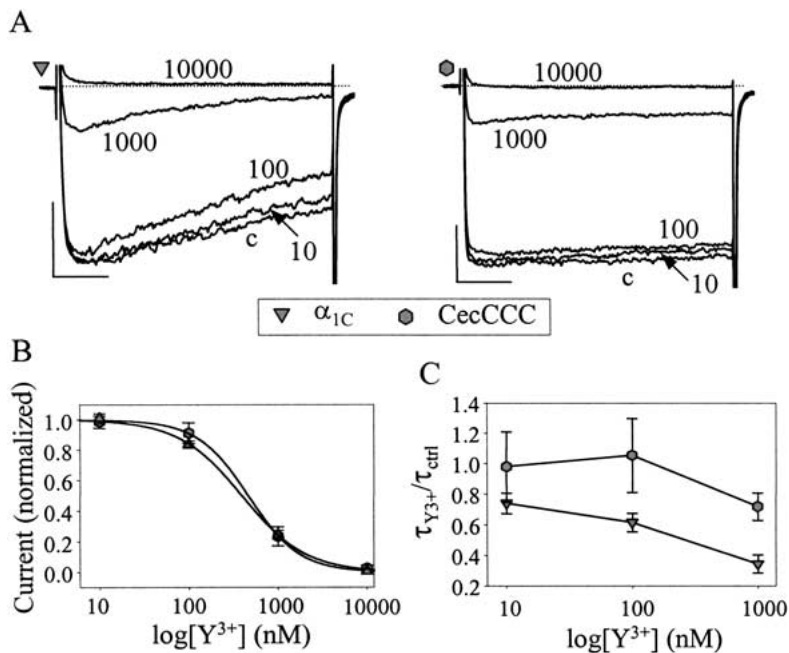 A
10000
1000
100
10
c
10000
1000
100
10
c
α1C CecCCC
B
Current (normalized)
1.0
0.8
0.6
0.4
0.2
0.0
10 100 1000 10000
log[Y3+] (nM)
C
τY3+/τctrl
1.4
1.2
1.0
0.8
0.6
0.4
0.2
10 100 1000
log[Y3+] (nM)